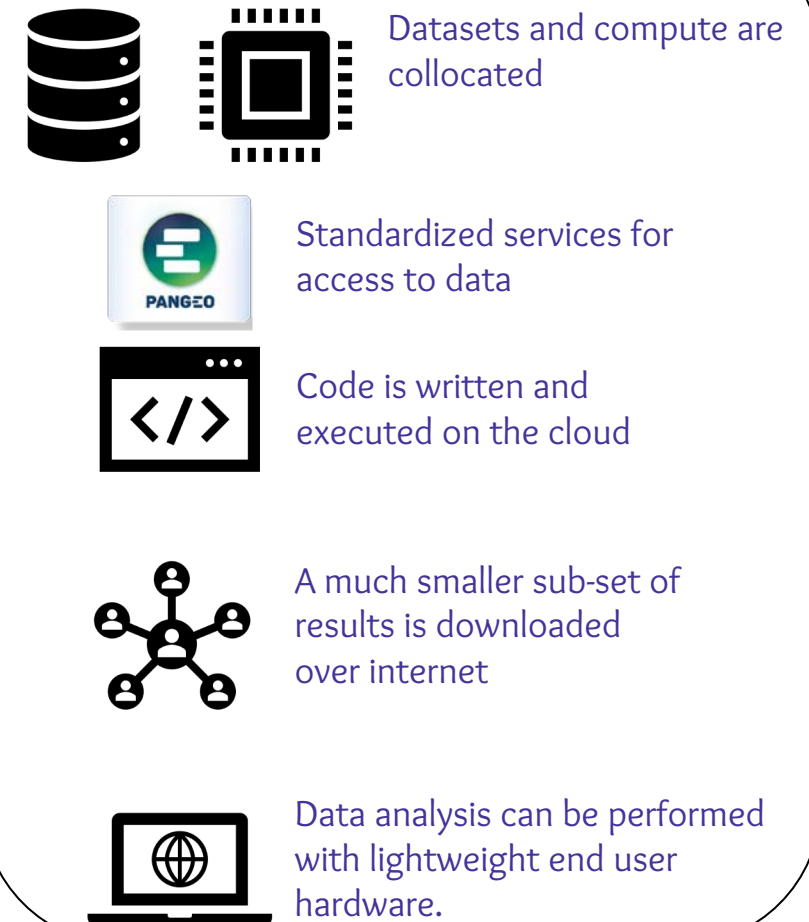 Datasets and compute are
collocated
PANGEO
Standardized services for
access to data
</>
Code is written and
executed on the cloud
A much smaller sub-set of
results is downloaded
over internet
Data analysis can be performed
with lightweight end user
hardware.